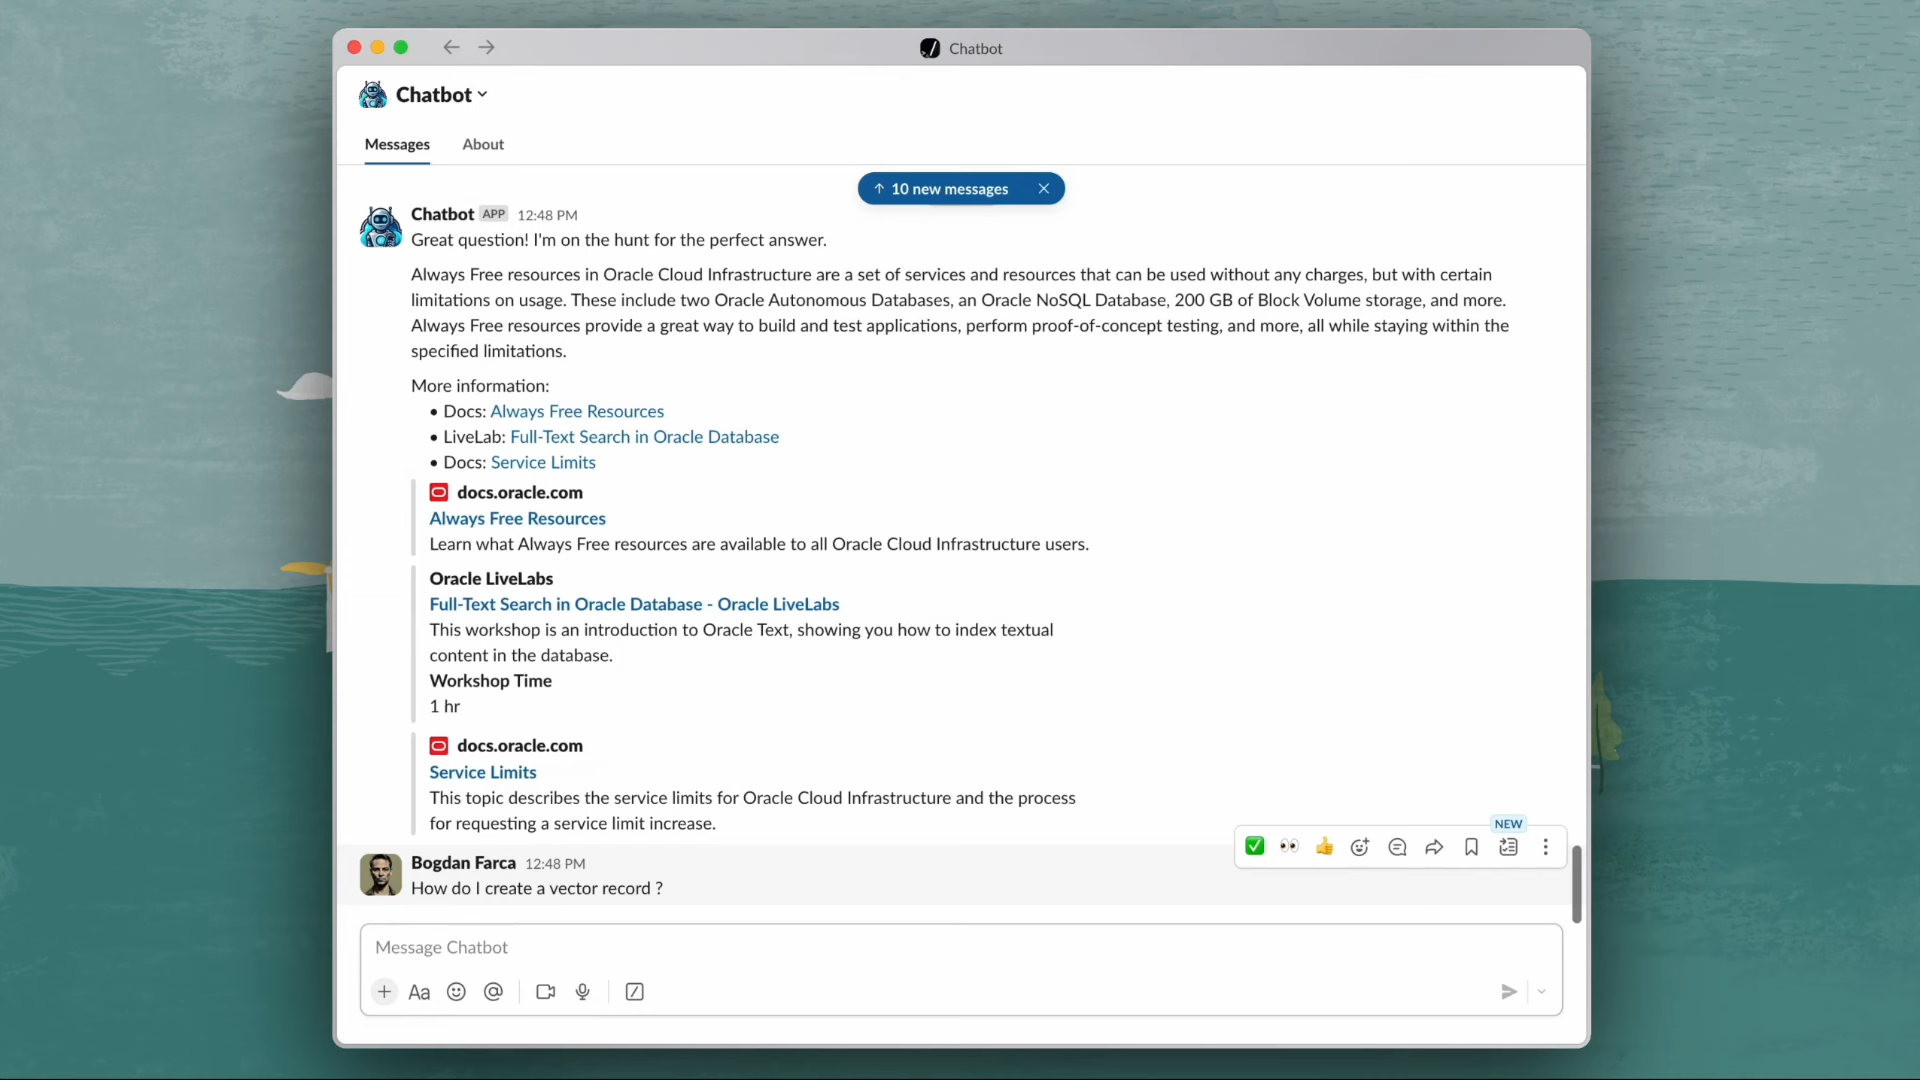 Chatbot
Chatbot
Messages About
↑ 10 new messages ×
Chatbot APP 12:48 PM
Great question! I'm on the hunt for the perfect answer.
Always Free resources in Oracle Cloud Infrastructure are a set of services and resources that can be used without any charges, but with certain
limitations on usage. These include two Oracle Autonomous Databases, an Oracle NoSQL Database, 200 GB of Block Volume storage, and more.
Always Free resources provide a great way to build and test applications, perform proof-of-concept testing, and more, all while staying within the
specified limitations.
More information:
• Docs: Always Free Resources
• LiveLab: Full-Text Search in Oracle Database
• Docs: Service Limits
docs.oracle.com
Always Free Resources
Learn what Always Free resources are available to all Oracle Cloud Infrastructure users.
Oracle LiveLabs
Full-Text Search in Oracle Database - Oracle LiveLabs
This workshop is an introduction to Oracle Text, showing you how to index textual
content in the database.
Workshop Time
1 hr
docs.oracle.com
Service Limits
This topic describes the service limits for Oracle Cloud Infrastructure and the process
for requesting a service limit increase.
NEW
Bogdan Farca 12:48 PM
How do I create a vector record ?
Message Chatbot
Aa